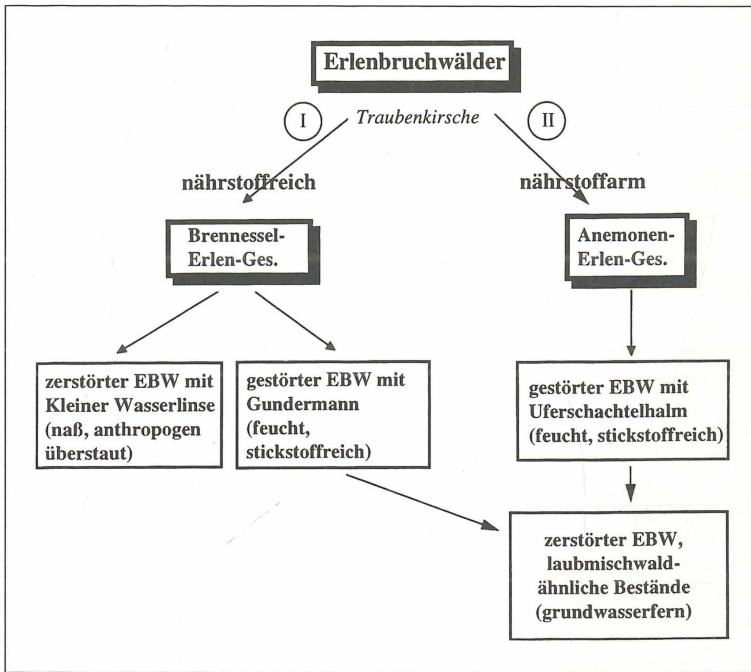 Erlenbruchwälder
I
Traubenkirsche
II
nährstoffreich
nährstoffarm
Brennessel-
Erlen-Ges.
Anemonen-
Erlen-Ges.
zerstörter EBW mit
Kleiner Wasserlinse
(naß, anthropogen
überstaut)
gestörter EBW mit
Gundermann
(feucht,
stickstoffreich)
gestörter EBW mit
Uferschachtelhalm
(feucht, stickstoffreich)
zerstörter EBW,
laubmischwald-
ähnliche Bestände
(grundwasserfern)